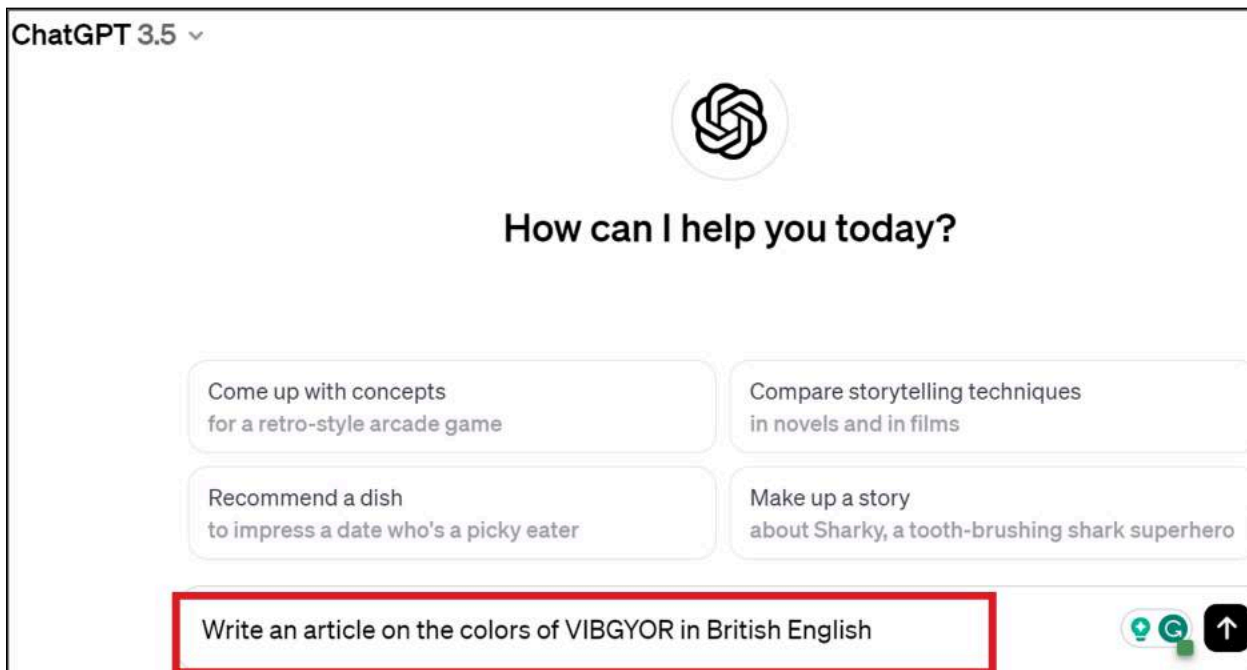 ChatGPT 3.5
How can I help you today?
Come up with concepts
for a retro-style arcade game
Compare storytelling techniques
in novels and in films
Recommend a dish
to impress a date who's a picky eater
Make up a story
about Sharky, a tooth-brushing shark superhero
Write an article on the colors of VIBGYOR in British English